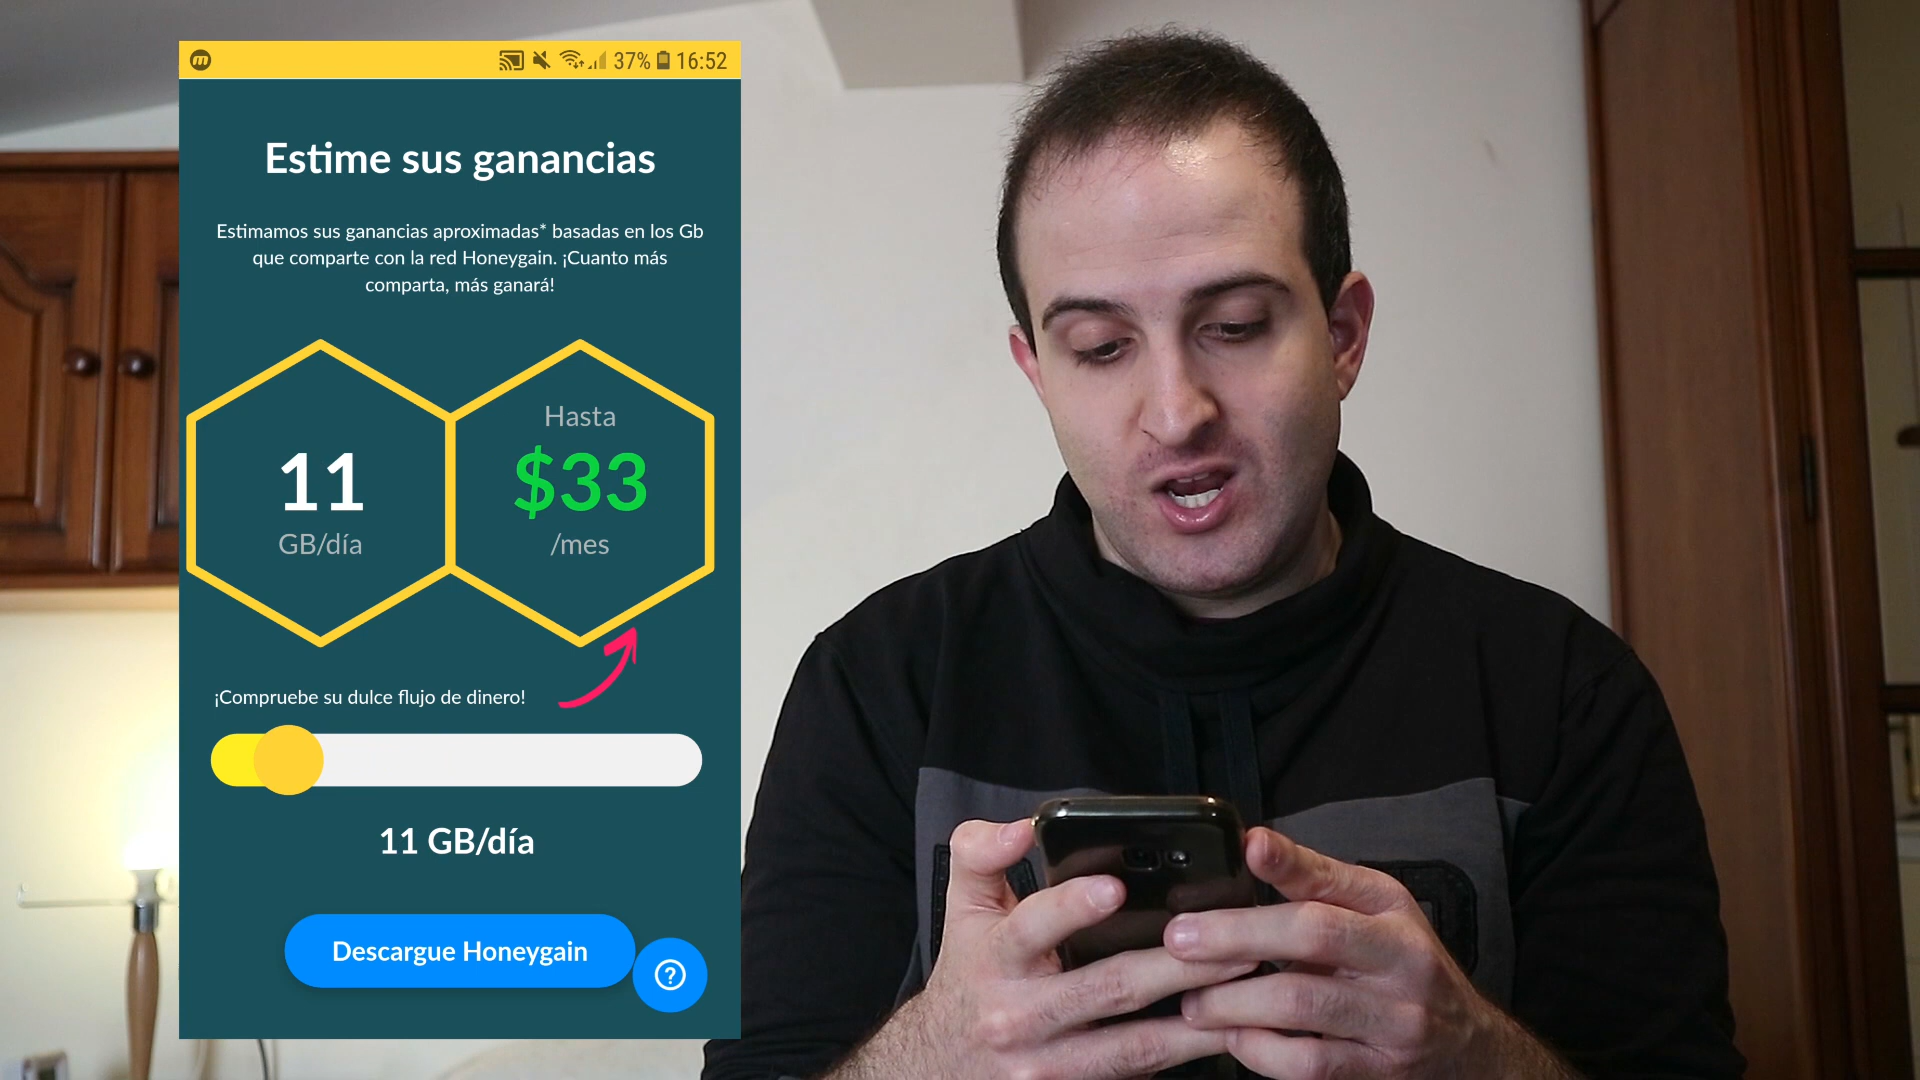 37% 16:52
Estime sus ganancias
Estimamos sus ganancias aproximadas* basadas en los Gb
que comparte con la red Honeygain. ¡Cuanto más
comparta, más ganará!
11
GB/día
Hasta
$33
/mes
¡Compruebe su dulce flujo de dinero!
11 GB/día
Descargue Honeygain
?